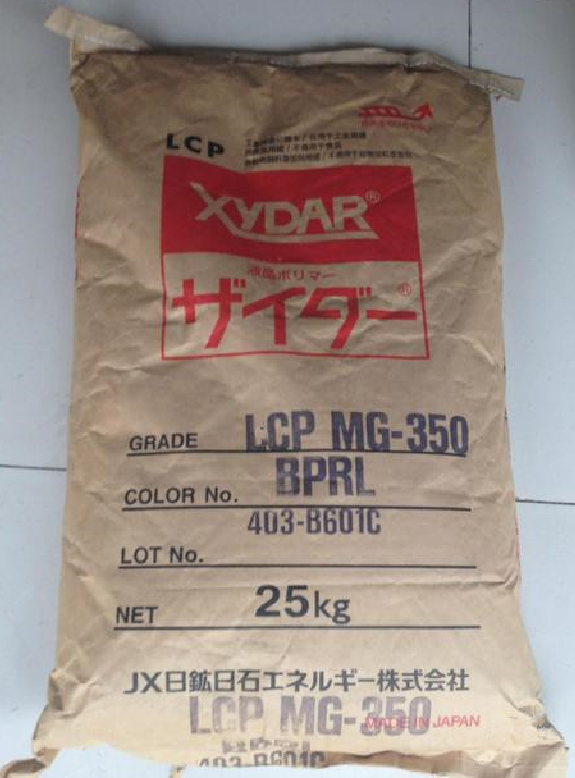 LCP
XYDAR®
液晶ポリマー
ザイダー®
GRADE LCP MG-350
BPRL
COLOR No.
403-B601C
LOT No.
NET 25kg
JX日鉱日石エネルギー株式会社
LCP MG-350
MADE IN JAPAN
403-B601C